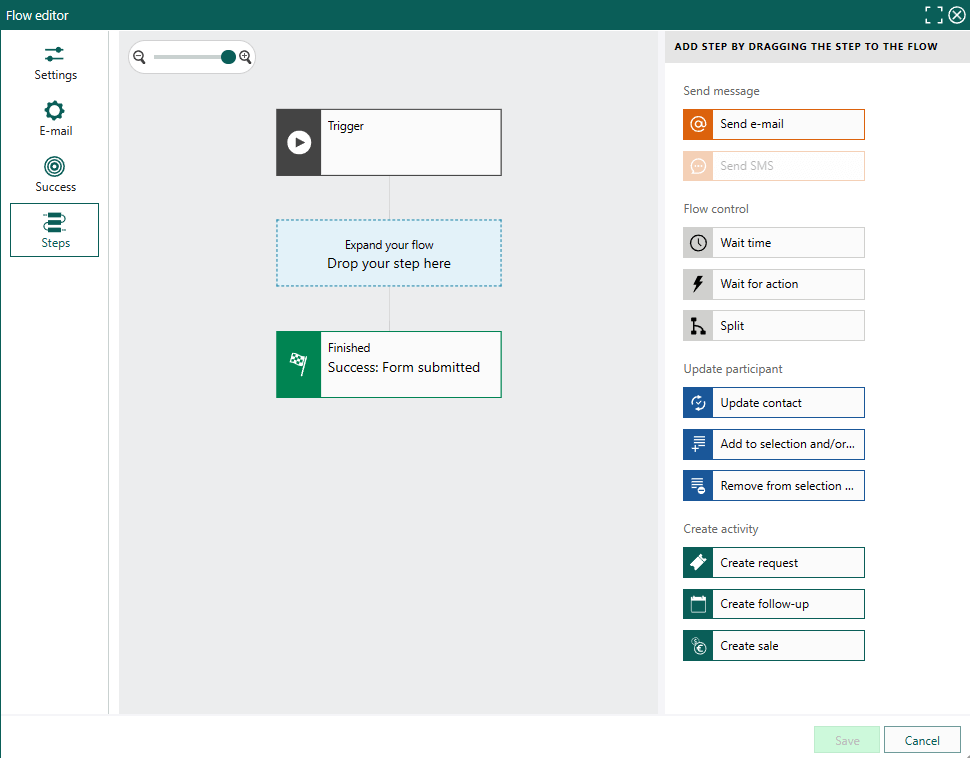 Flow editor
Settings
E-mail
Success
Steps
Trigger
Expand your flow
Drop your step here
Finished
Success: Form submitted
ADD STEP BY DRAGGING THE STEP TO THE FLOW
Send message
Send e-mail
Send SMS
Flow control
Wait time
Wait for action
Split
Update participant
Update contact
Add to selection and/or...
Remove from selection ...
Create activity
Create request
Create follow-up
Create sale
Save
Cancel